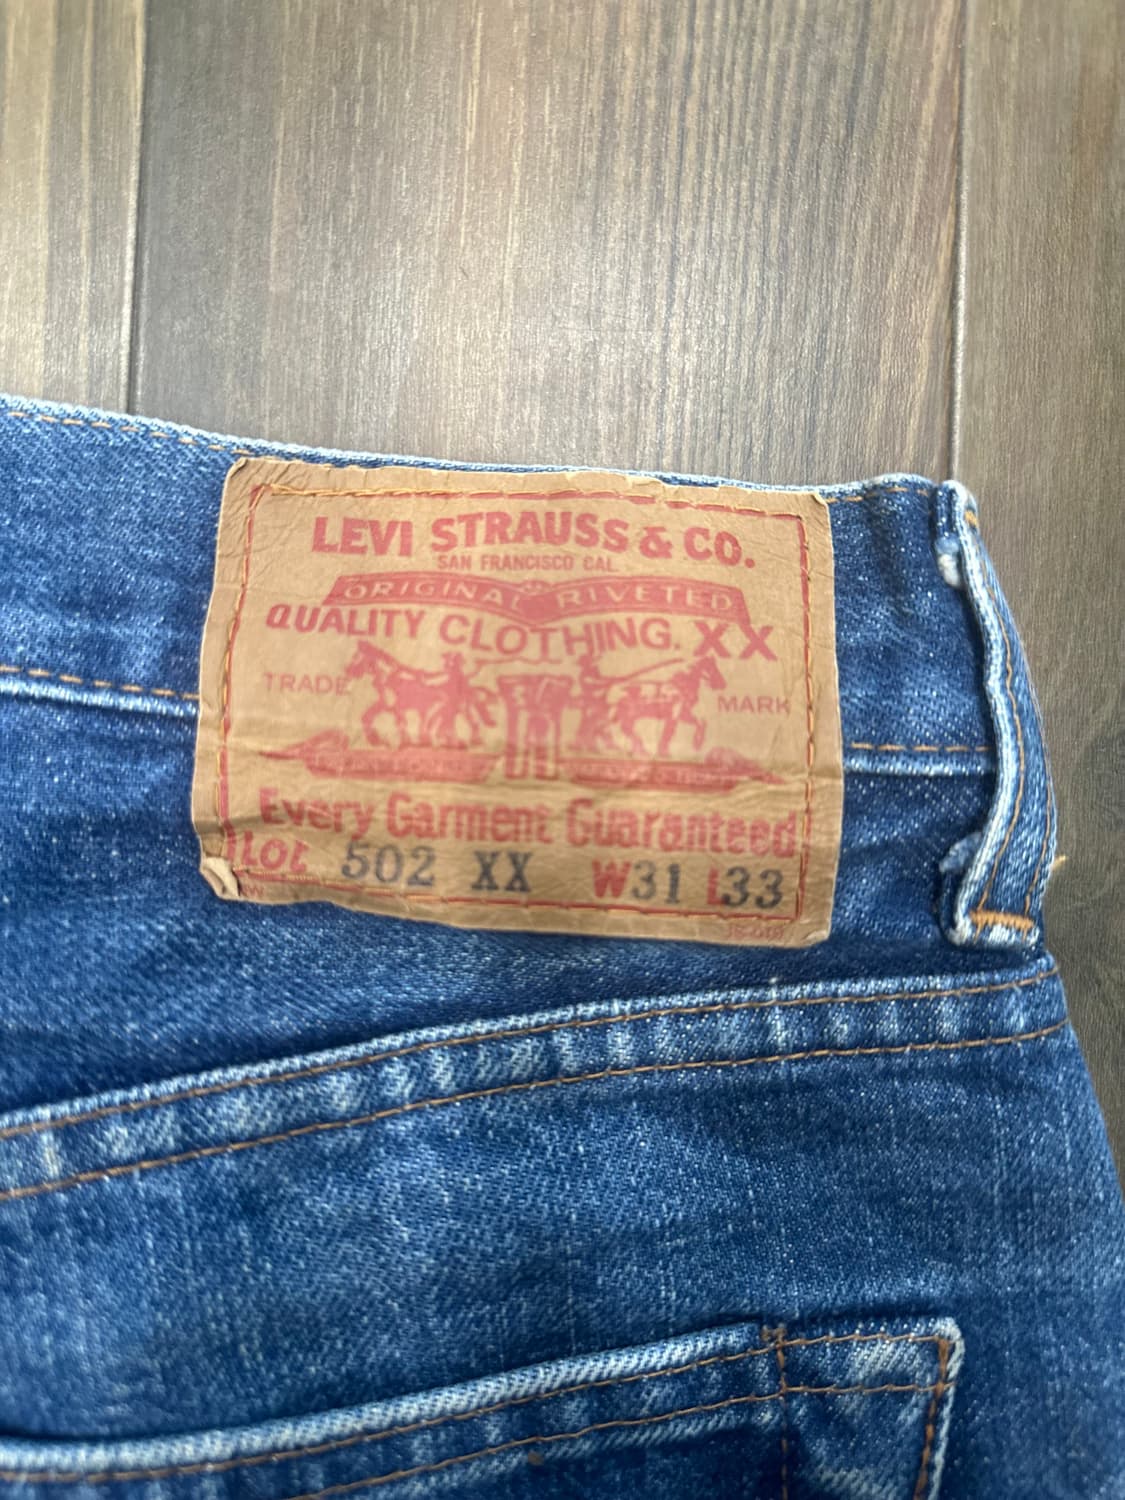 LEVI STRAUSS & CO.
SAN FRANCISCO CAL.
ORIGINAL RIVETED
QUALITY CLOTHING. XX
TRADE MARK
Every Garment Guaranteed
LOT 502 XX W31 L33